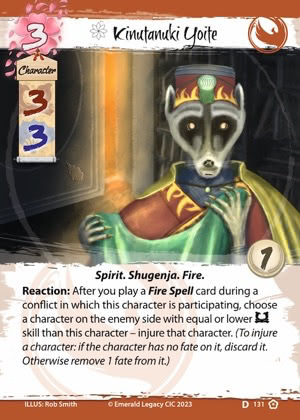 3
Kinutanuki Yoite
Character
3
3
1
Spirit. Shugenja. Fire.
Reaction: After you play a Fire Spell card during a
conflict in which this character is participating, choose
a character on the enemy side with equal or lower
skill than this character – injure that character. (To injure
a character: if the character has no fate on it, discard it.
Otherwise remove 1 fate from it.)
ILLUS: Rob Smith © Emerald Legacy CIC 2023 D 131